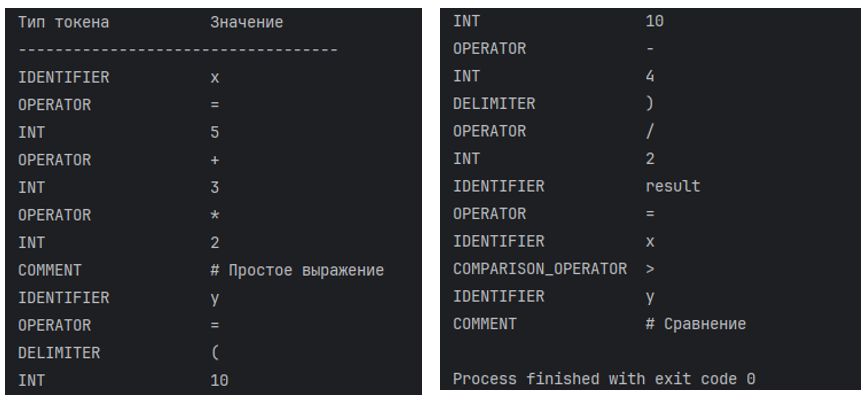 Тип токена Значение
-----------------------------------
IDENTIFIER x
OPERATOR =
INT 5
OPERATOR +
INT 3
OPERATOR *
INT 2
COMMENT # Простое выражение
IDENTIFIER y
OPERATOR =
DELIMITER (
INT 10
INT 10
OPERATOR -
INT 4
DELIMITER )
OPERATOR /
INT 2
IDENTIFIER result
OPERATOR =
IDENTIFIER x
COMPARISON_OPERATOR >
IDENTIFIER y
COMMENT # Сравнение
Process finished with exit code 0